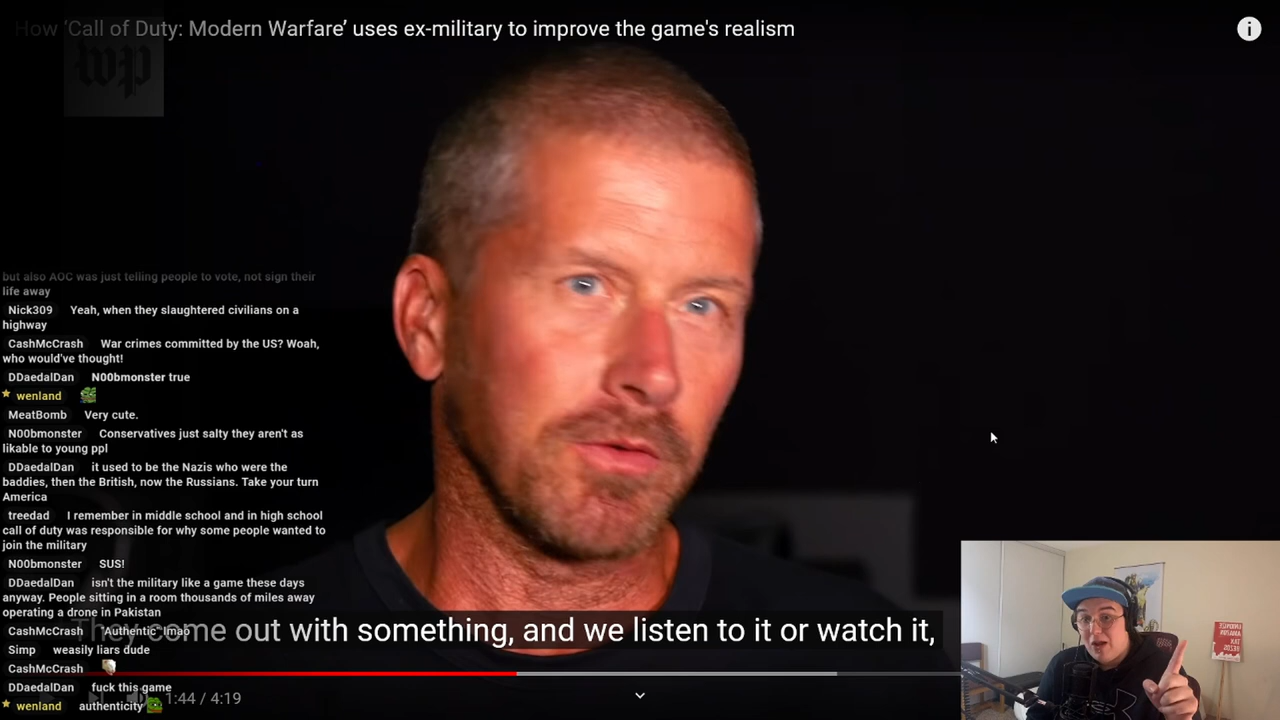 How ‘Call of Duty: Modern Warfare’ uses ex-military to improve the game's realism
wp
but also AOC was just telling people to vote, not sign their
life away
Nick309 Yeah, when they slaughtered civilians on a
highway
CashMcCrash War crimes committed by the US? Woah,
who would've thought!
DDaedalDan N00bmonster true
wenland
MeatBomb Very cute.
N00bmonster Conservatives just salty they aren't as
likable to young ppl
DDaedalDan it used to be the Nazis who were the
baddies, then the British, now the Russians. Take your turn
America
treedad I remember in middle school and in high school
call of duty was responsible for why some people wanted to
join the military
N00bmonster SUS!
DDaedalDan isn't the military like a game these days
anyway. People sitting in a room thousands of miles away
operating a drone in Pakistan
CashMcCrash "Authentic" lmao
Simp weasily liars dude
CashMcCrash
DDaedalDan fuck this game
wenland authenticity
They come out with something, and we listen to it or watch it,
1:44 / 4:19